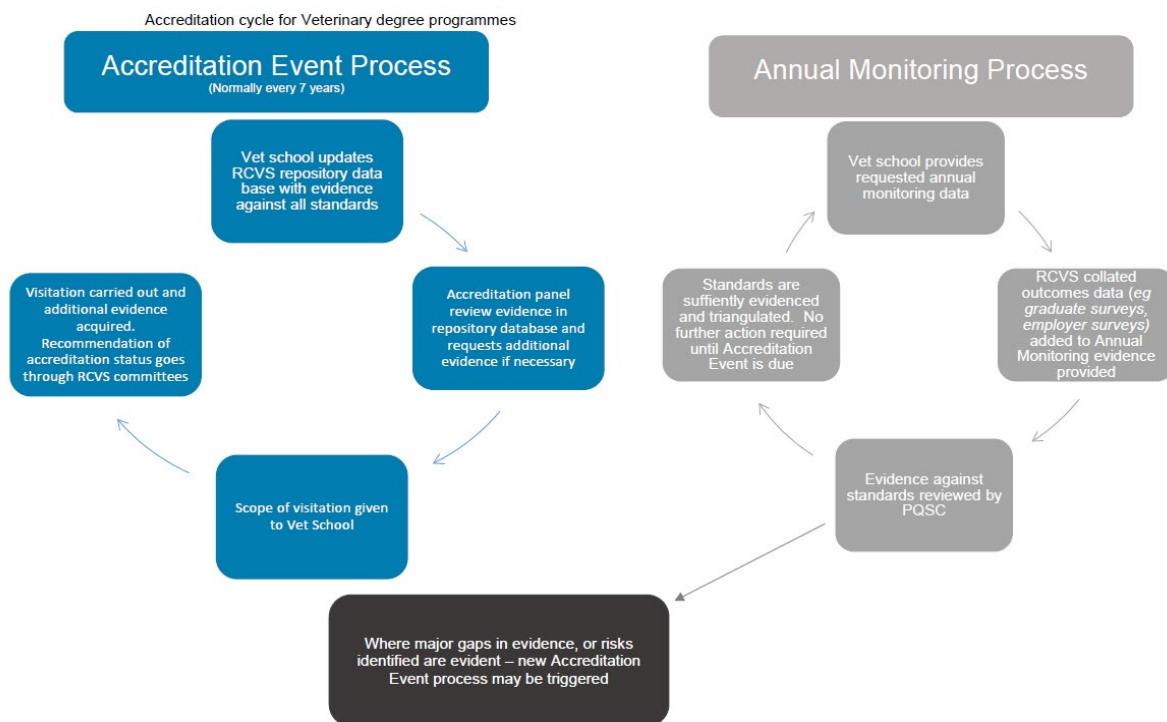 Accreditation cycle for Veterinary degree programmes
Accreditation Event Process
(Normally every 7 years)
Vet school updates
RCVS repository data
base with evidence
against all standards
Accreditation panel
review evidence in
repository database and
requests additional
evidence if necessary
Scope of visitation given
to Vet School
Visitation carried out and
additional evidence
acquired.
Recommendation of
accreditation status goes
through RCVS committees
Annual Monitoring Process
Vet school provides
requested annual
monitoring data
RCVS collated
outcomes data (eg
graduate surveys,
employer surveys)
added to Annual
Monitoring evidence
provided
Evidence against
standards reviewed by
PQSC
Standards are
suffiently evidenced
and triangulated. No
further action required
until Accreditation
Event is due
Where major gaps in evidence, or risks
identified are evident – new Accreditation
Event process may be triggered